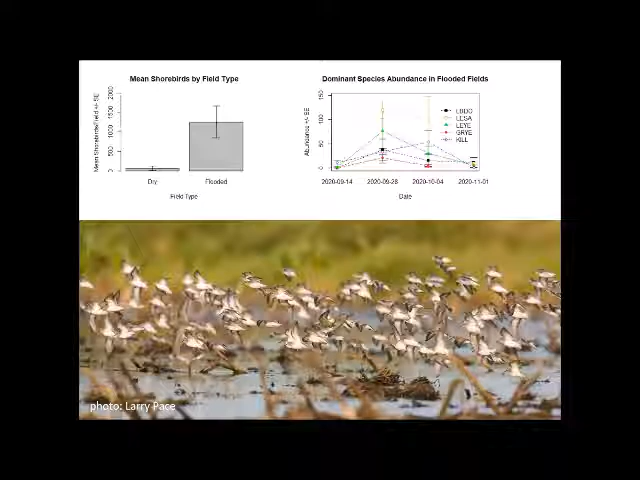 Mean Shorebirds by Field Type
Mean Shorebirds/Field +/- SE
0
500
1000
1500
2000
Dry
Flooded
Field Type
Dominant Species Abundance in Flooded Fields
Abundance +/- SE
0
50
100
150
LBDO
LESA
LEYE
GRYE
KILL
2020-09-14
2020-09-28
2020-10-04
2020-11-01
Date
photo: Larry Pace